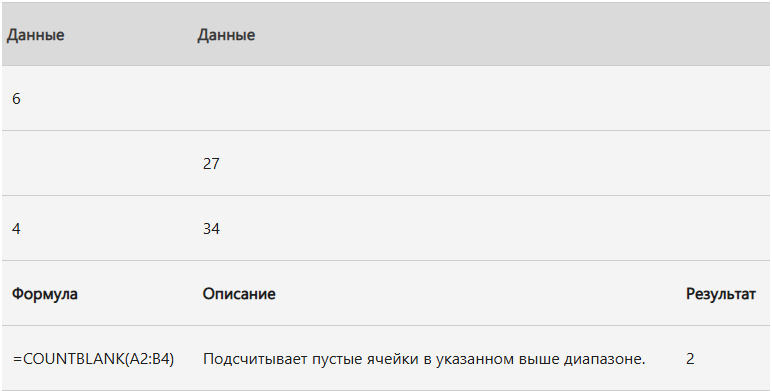 Данные Данные
6
27
4 34
Формула Описание Результат
=COUNTBLANK(A2:B4) Подсчитывает пустые ячейки в указанном выше диапазоне. 2